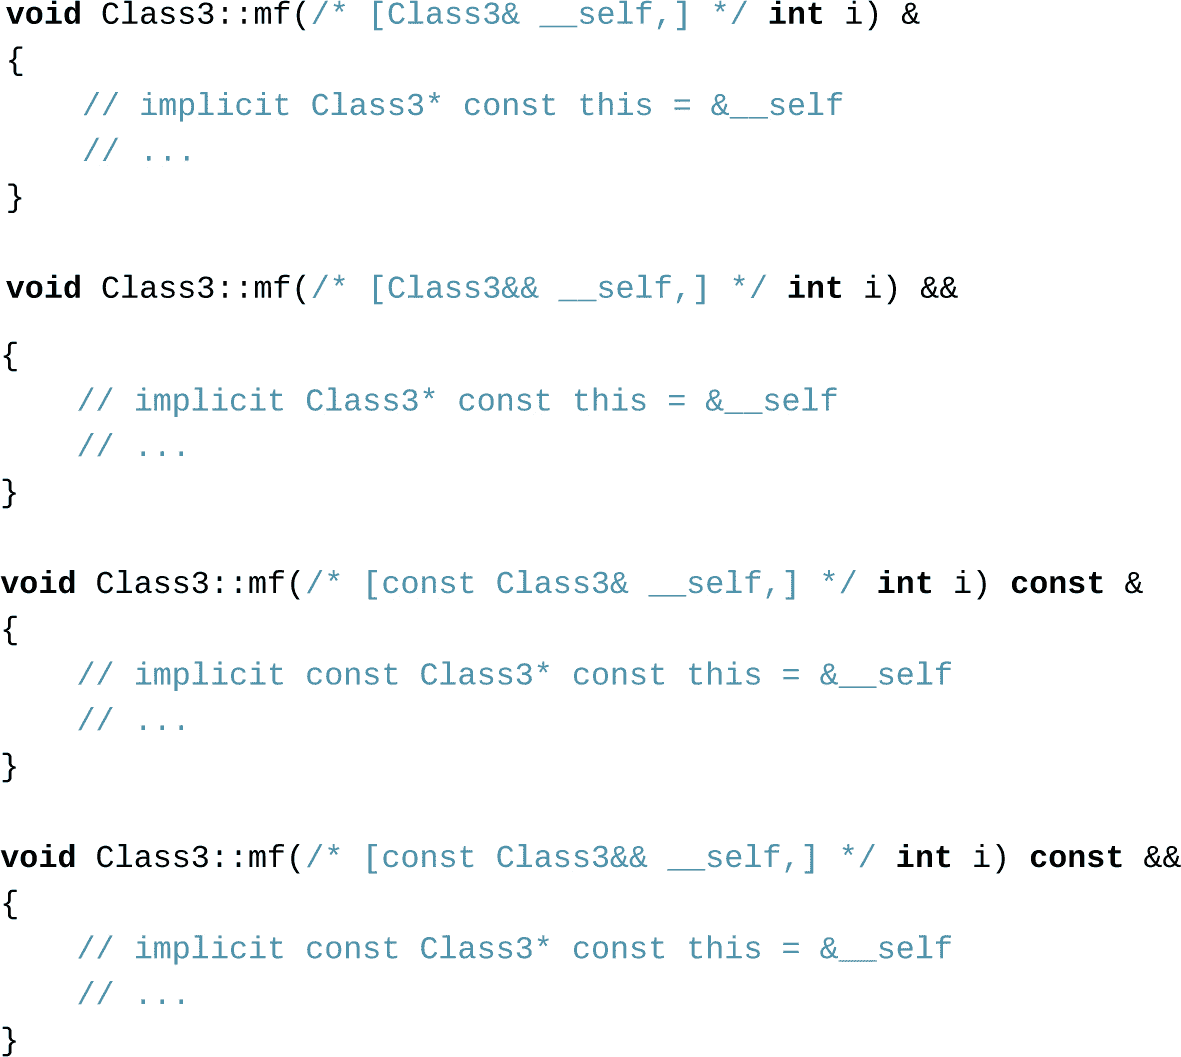 void Class3::mf(/* [Class3& __self,] */ int i) &
{
    // implicit Class3* const this = &__self
    // ...
}

void Class3::mf(/* [Class3&& __self,] */ int i) &&
{
    // implicit Class3* const this = &__self
    // ...
}

void Class3::mf(/* [const Class3& __self,] */ int i) const &
{
    // implicit const Class3* const this = &__self
    // ...
}

void Class3::mf(/* [const Class3&& __self,] */ int i) const &&
{
    // implicit const Class3* const this = &__self
    // ...
}